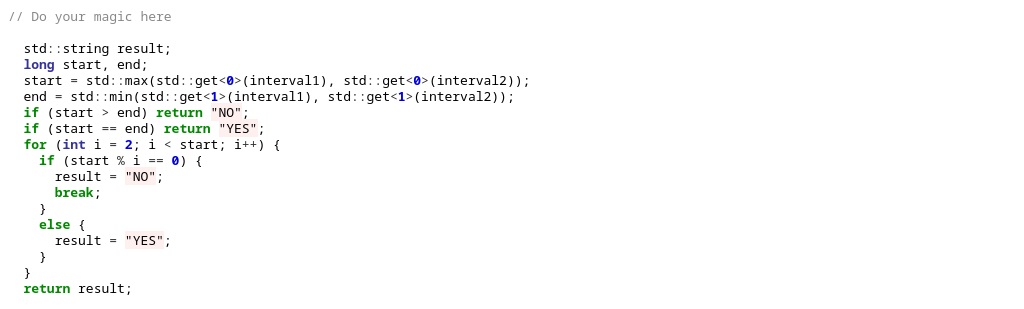 // Do your magic here
std::string result;
long start, end;
start = std::max(std::get<0>(interval1), std::get<0>(interval2));
end = std::min(std::get<1>(interval1), std::get<1>(interval2));
if (start > end) return "NO";
if (start == end) return "YES";
for (int i = 2; i < start; i++) {
if (start % i == 0) {
result = "NO";
break;
}
else {
result = "YES";
}
}
return result;